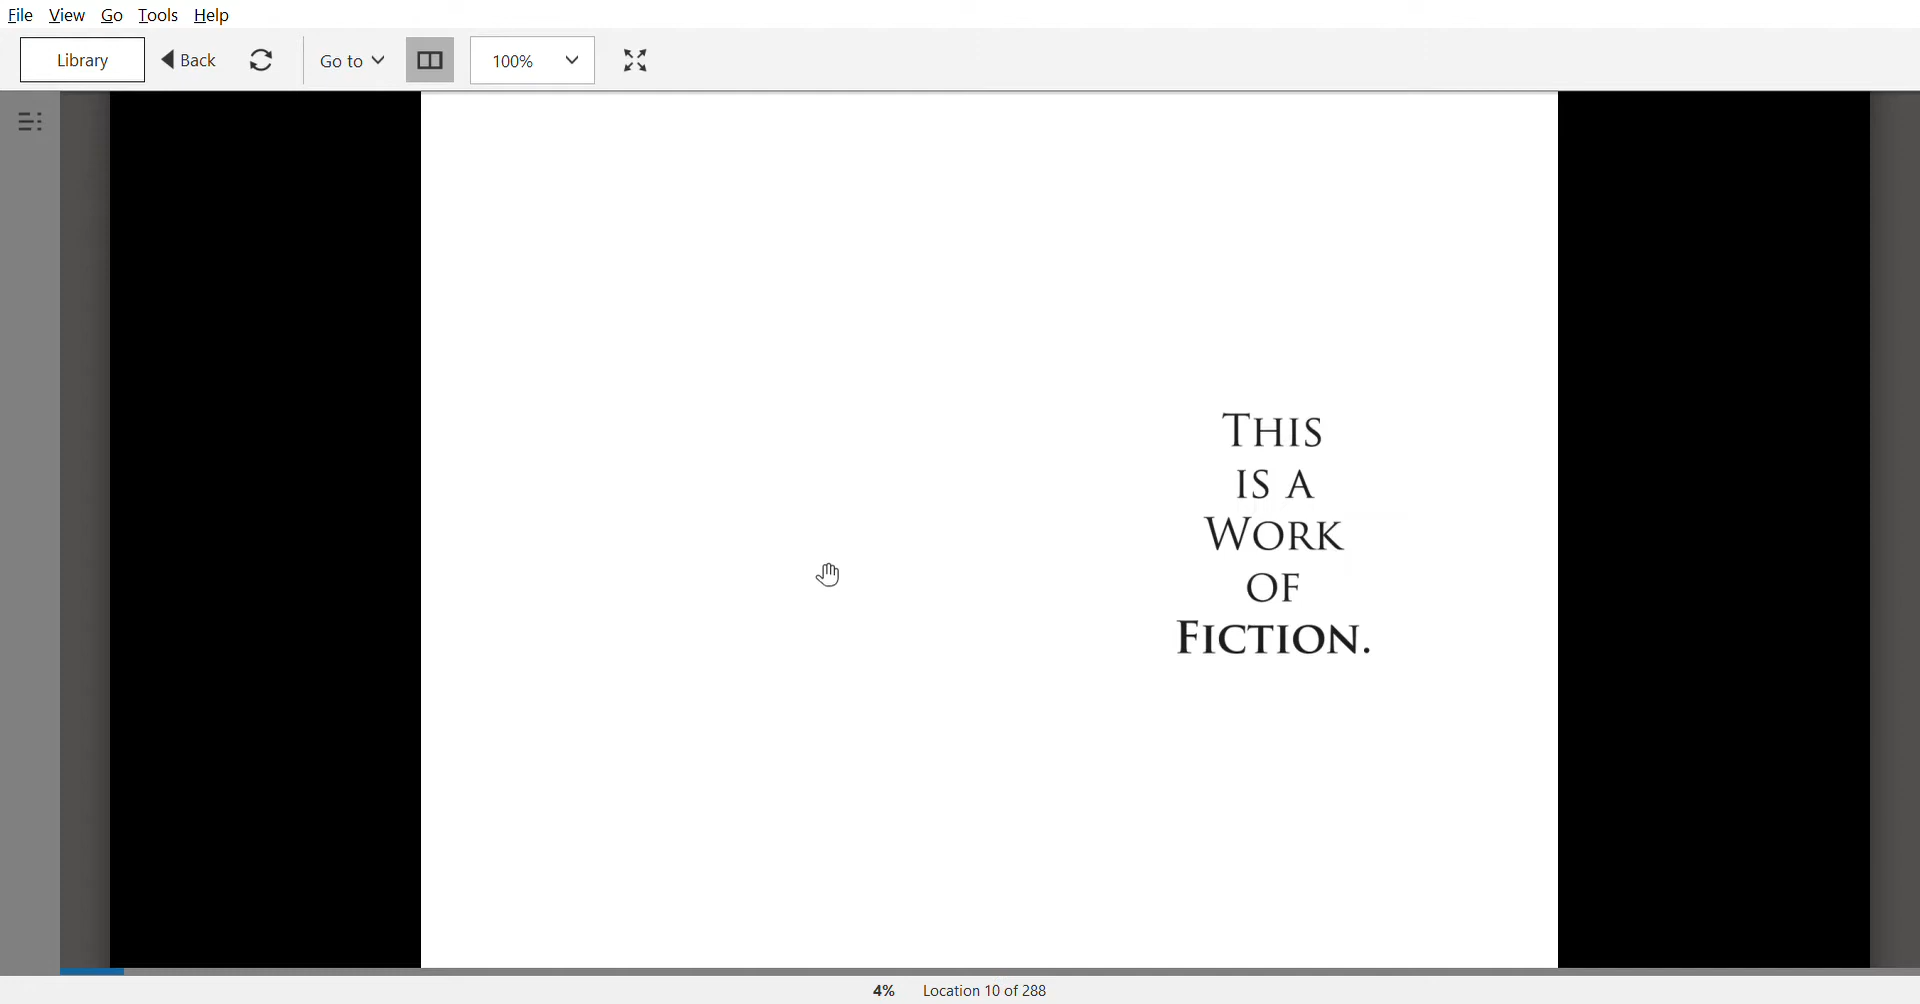 File View Go Tools Help
Library Back Go to 100%
THIS
IS A
WORK
OF
FICTION.
4% Location 10 of 288